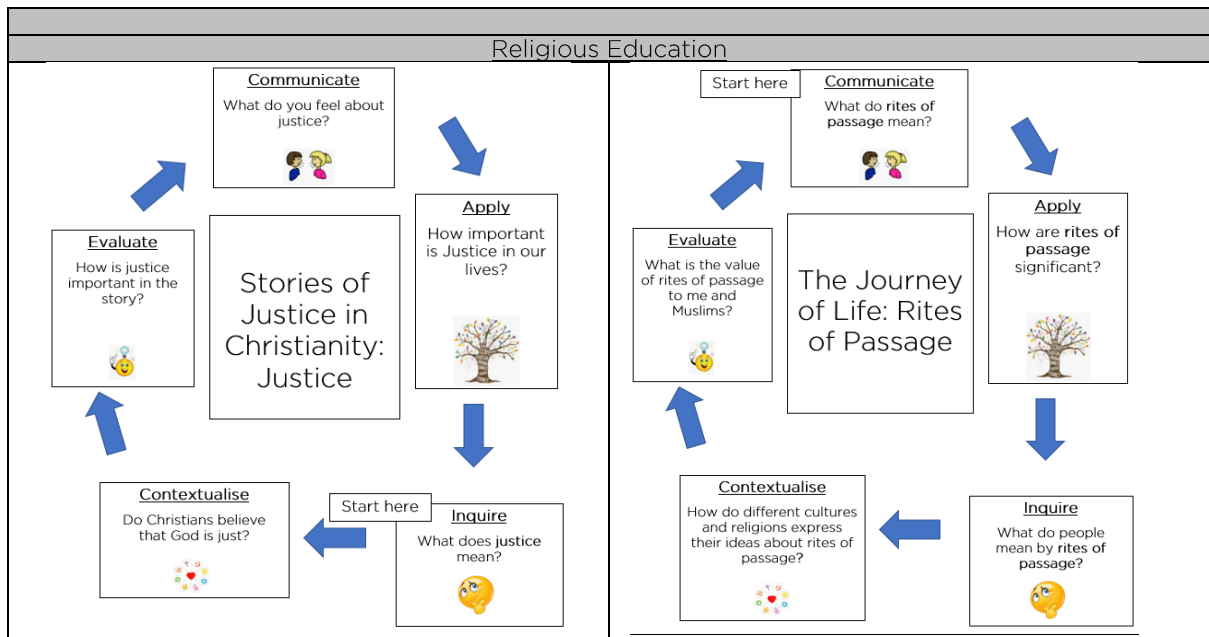 Religious Education
Communicate
What do you feel about
justice?
Apply
How important
is Justice in our
lives?
Start here
Inquire
What does justice
mean?
Contextualise
Do Christians believe
that God is just?
Evaluate
How is justice
important in the
story?
Stories of
Justice in
Christianity:
Justice
Start here
Communicate
What do rites of
passage mean?
Apply
How are rites of
passage
significant?
Inquire
What do people
mean by rites of
passage?
Contextualise
How do different cultures
and religions express
their ideas about rites of
passage?
Evaluate
What is the value
of rites of passage
to me and
Muslims?
The Journey
of Life: Rites
of Passage